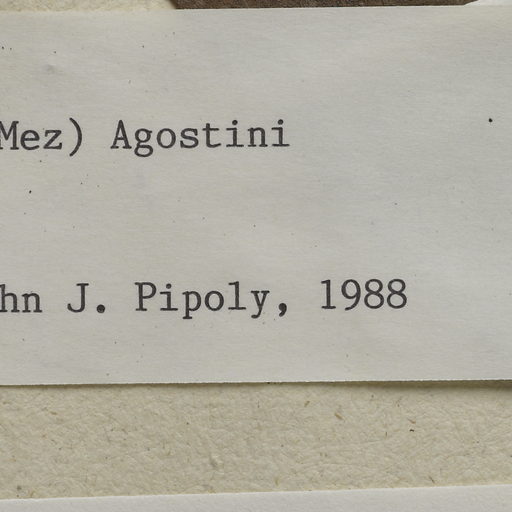 Mez) Agostini
hn J. Pipoly, 1988